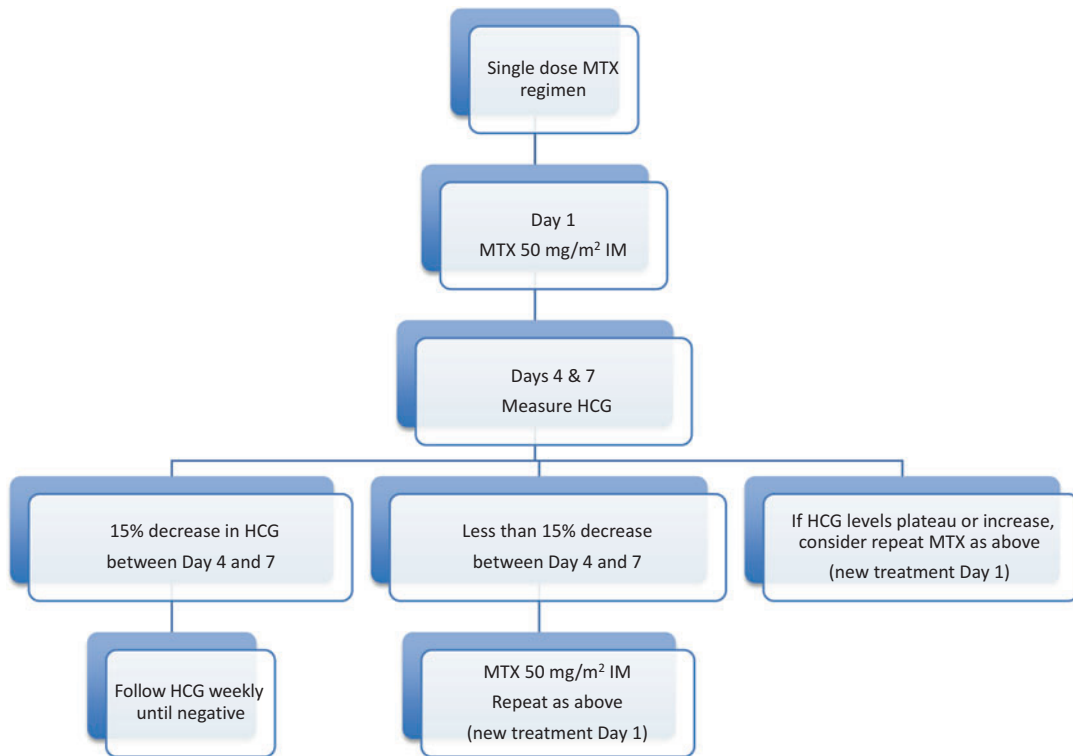 Single dose MTX
regimen
Day 1
MTX 50 mg/m² IM
Days 4 & 7
Measure HCG
15% decrease in HCG
between Day 4 and 7
Less than 15% decrease
between Day 4 and 7
If HCG levels plateau or increase,
consider repeat MTX as above
(new treatment Day 1)
Follow HCG weekly
until negative
MTX 50 mg/m² IM
Repeat as above
(new treatment Day 1)